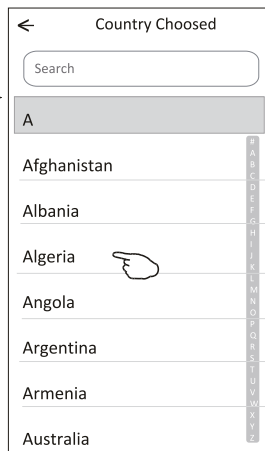 Country Choosed
Search
A
Afghanistan
Albania
Algeria
Angola
Argentina
Armenia
Australia
#
A
B
C
D
E
F
G
H
I
J
K
L
M
N
O
P
Q
R
S
T
U
V
W
X
Y
Z